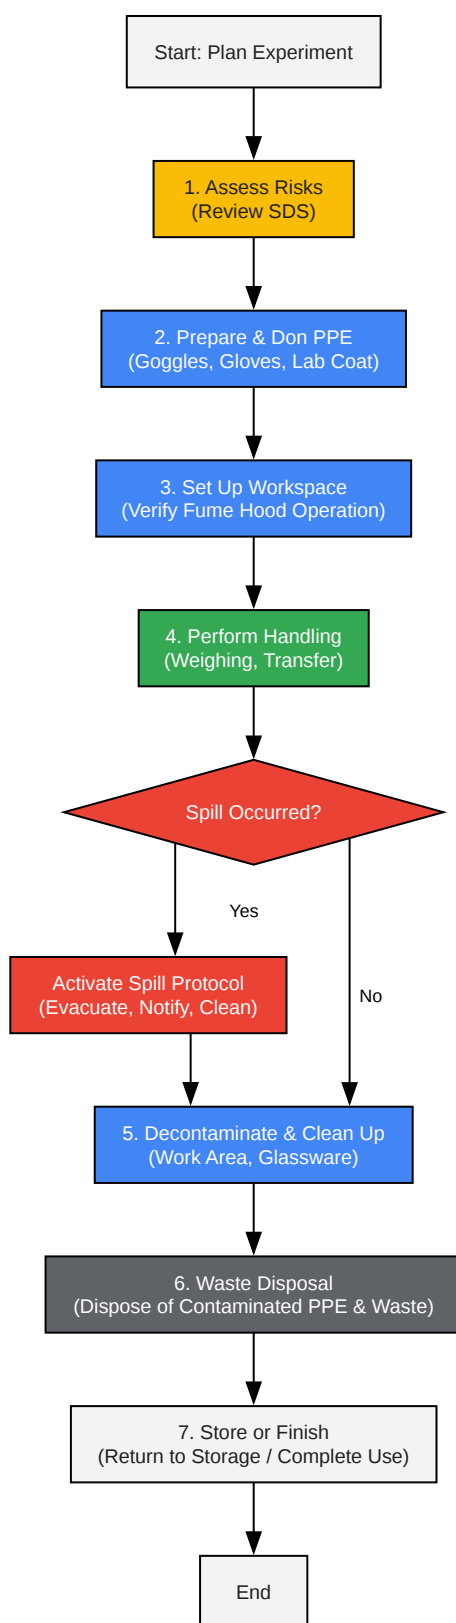 Start: Plan Experiment
1. Assess Risks
(Review SDS)
2. Prepare & Don PPE
(Goggles, Gloves, Lab Coat)
3. Set Up Workspace
(Verify Fume Hood Operation)
4. Perform Handling
(Weighing, Transfer)
Spill Occurred?
Yes
Activate Spill Protocol
(Evacuate, Notify, Clean)
No
5. Decontaminate & Clean Up
(Work Area, Glassware)
6. Waste Disposal
(Dispose of Contaminated PPE & Waste)
7. Store or Finish
(Return to Storage / Complete Use)
End